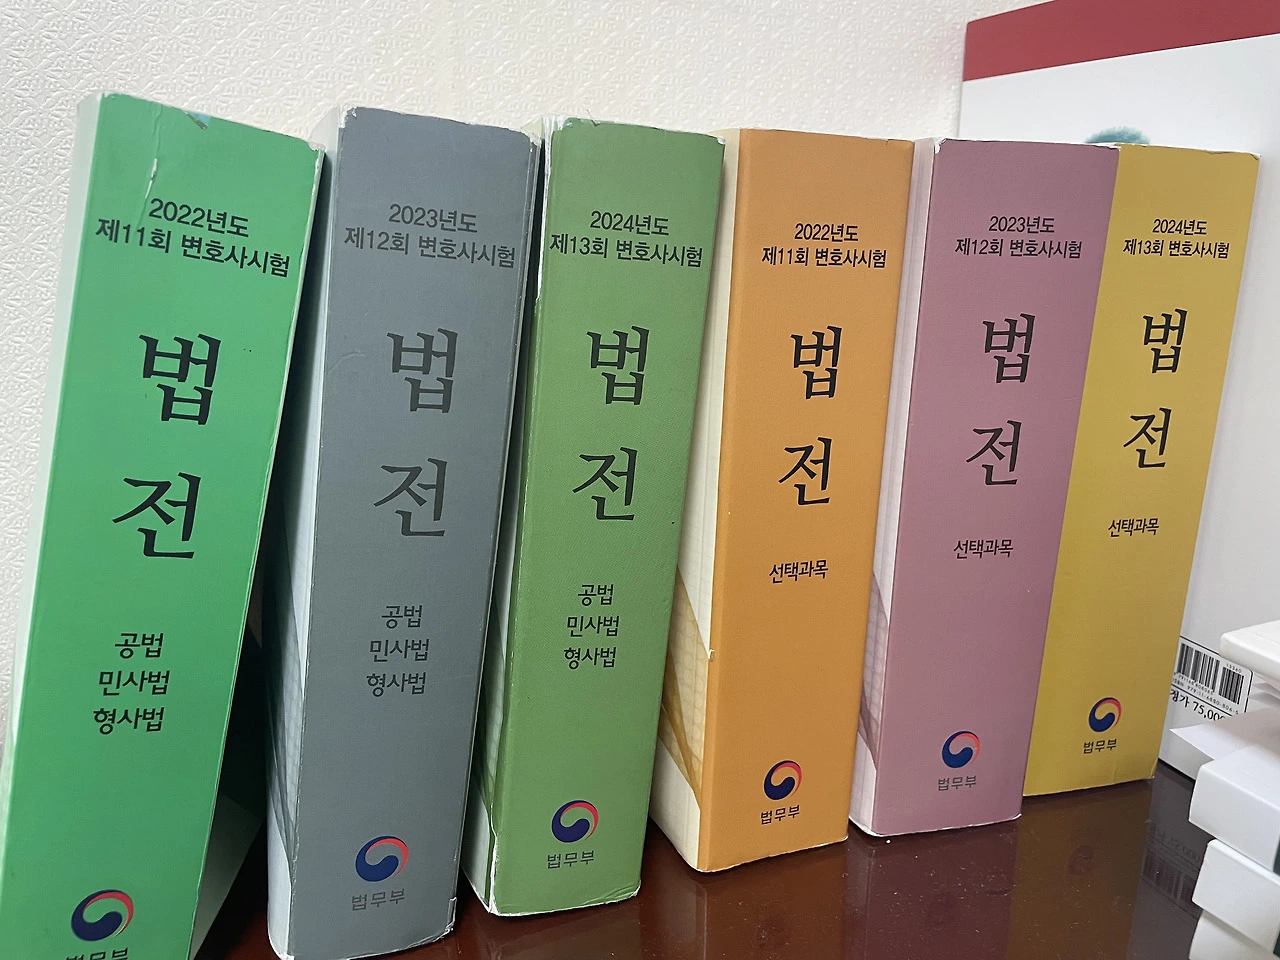 2022년도
제11회 변호사시험
법
전
공법
민사법
형사법
법무부
2023년도
제12회 변호사시험
법
전
공법
민사법
형사법
법무부
2024년도
제13회 변호사시험
법
전
공법
민사법
형사법
법무부
2022년도
제11회 변호사시험
법
전
선택과목
법무부
2023년도
제12회 변호사시험
법
전
선택과목
법무부
2024년도
제13회 변호사시험
법
전
선택과목
법무부
정가 75,00